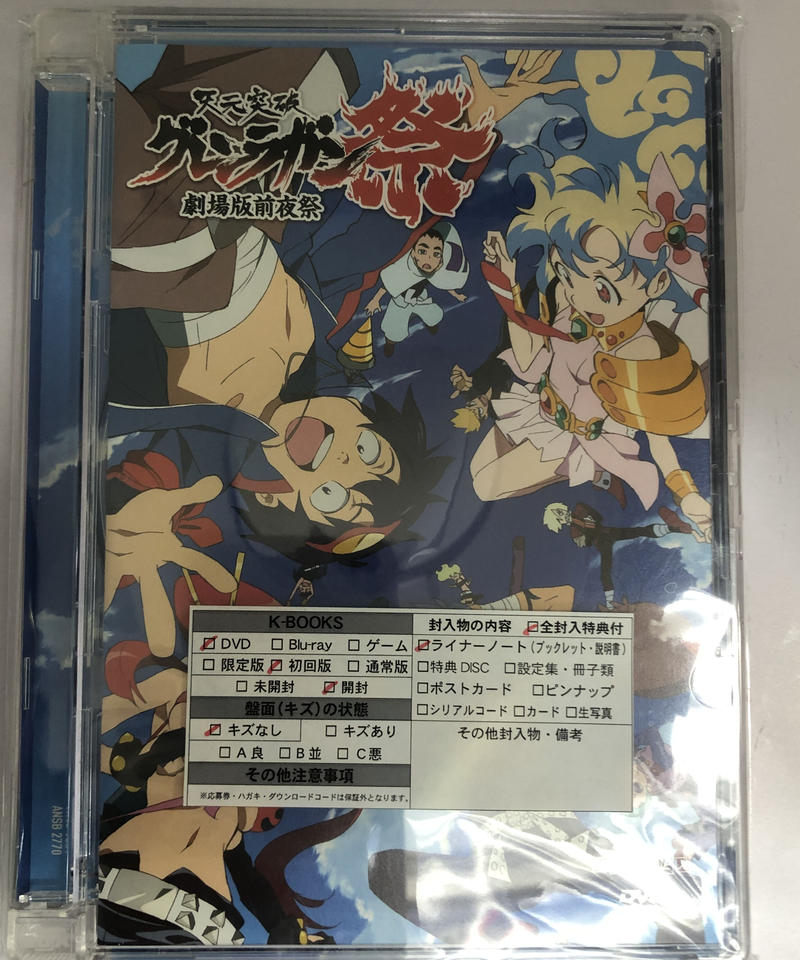 天元突破
グレンラガン祭
劇場版前夜祭
K-BOOKS
☑DVD □Blu-ray □ゲーム
□限定版 ☑初回版 □通常版
□未開封 ☑開封
盤面(キズ)の状態
☑キズなし □キズあり
□A良 □B並 □C悪
その他注意事項
※応募券・ハガキ・ダウンロードコードは保証外となります。
封入物の内容 ☑全封入特典付
☑ライナーノート(ブックレット・説明書)
□特典DISC □設定集・冊子類
□ポストカード □ピンナップ
□シリアルコード □カード □生写真
その他封入物・備考
ANSB 2770